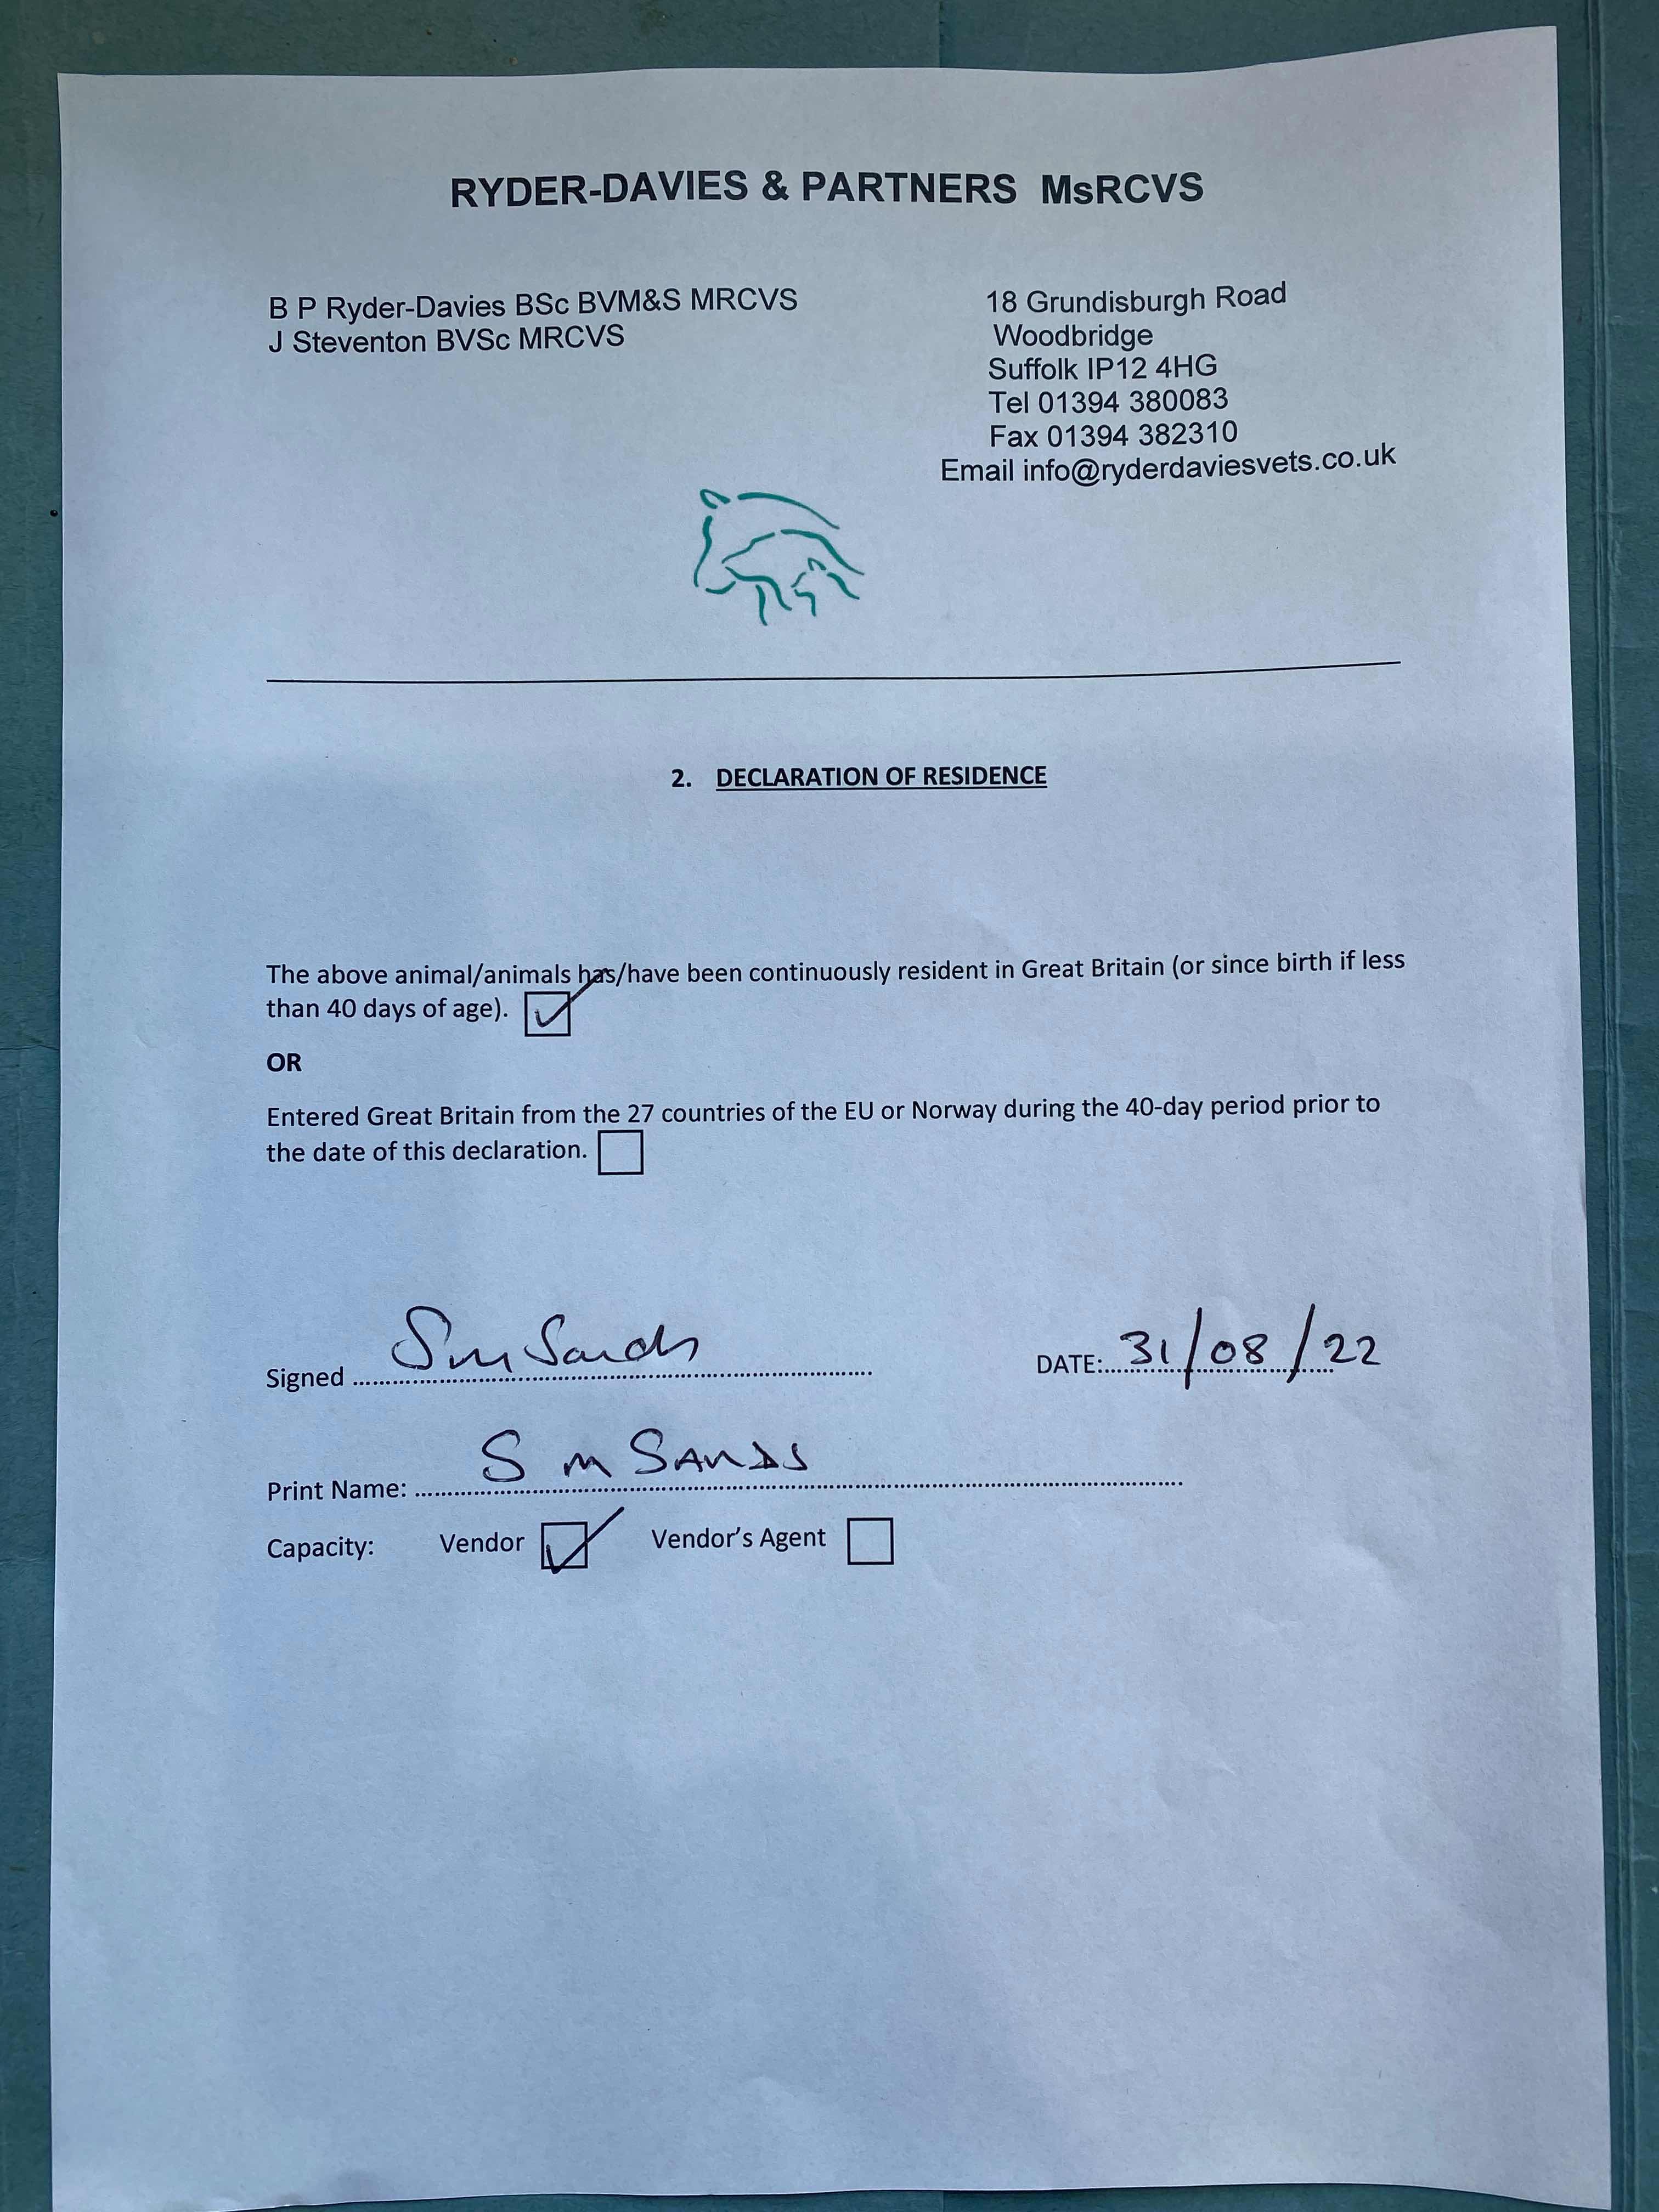 RYDER-DAVIES & PARTNERS MsRCVS
B P Ryder-Davies BSc BVM&S MRCVS
J Steventon BVSc MRCVS
18 Grundisburgh Road
Woodbridge
Suffolk IP12 4HG
Tel 01394 380083
Fax 01394 382310
Email info@ryderdaviesvets.co.uk
2. DECLARATION OF RESIDENCE
The above animal/animals has/have been continuously resident in Great Britain (or since birth if less
than 40 days of age).
OR
Entered Great Britain from the 27 countries of the EU or Norway during the 40-day period prior to
the date of this declaration.
Signed SM Sands DATE: 31/08/22
Print Name: S M SANDS
Capacity: Vendor Vendor's Agent